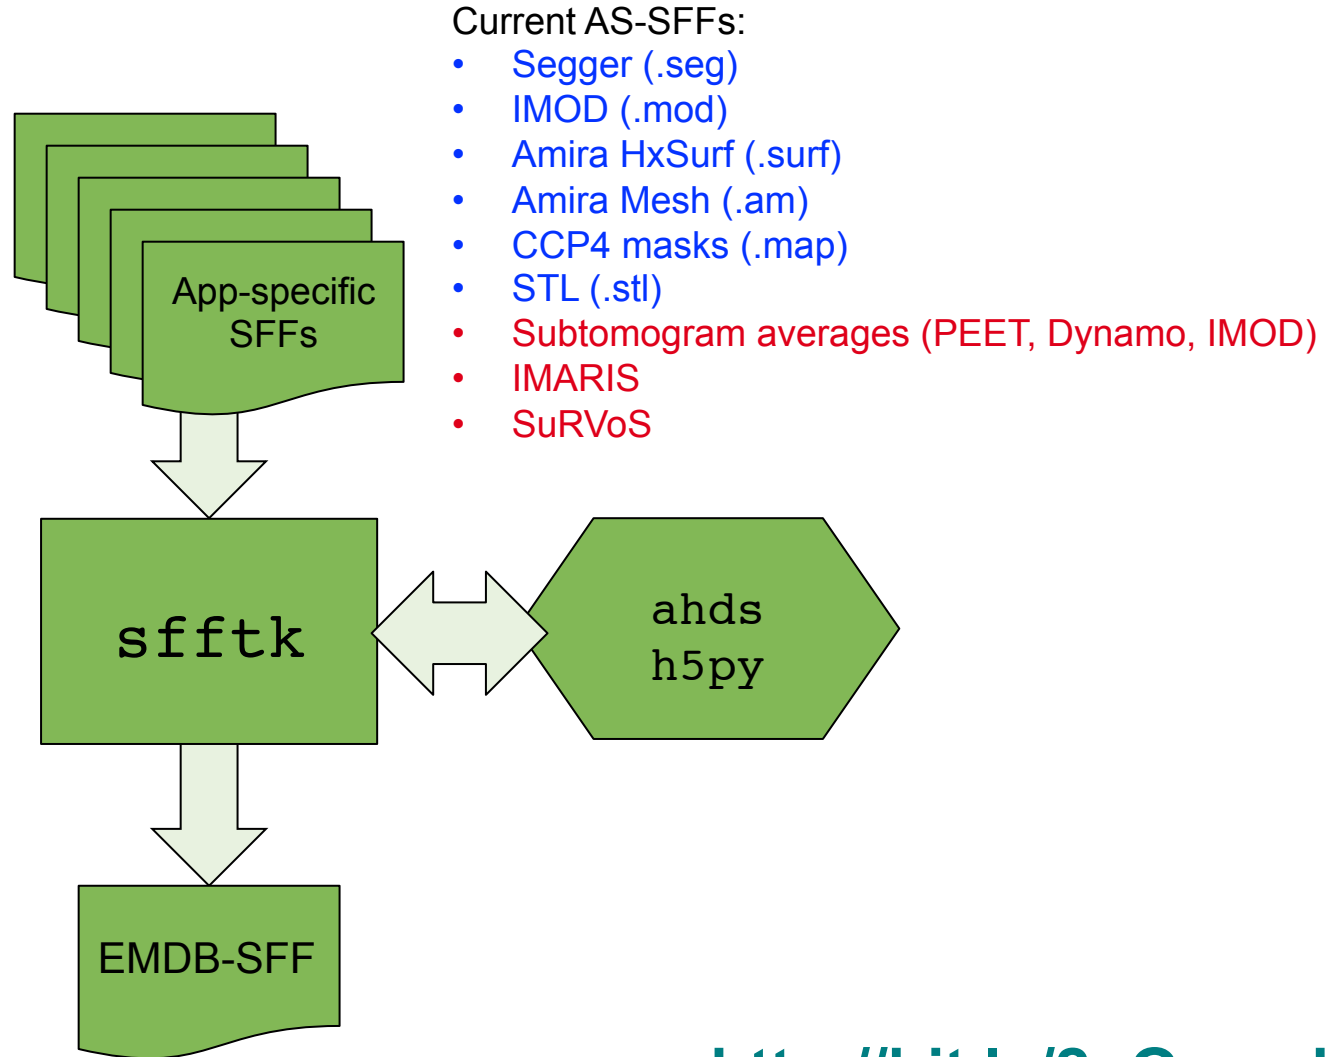 Current AS-SFFs:
• Segger (.seg)
• IMOD (.mod)
• Amira HxSurf (.surf)
• Amira Mesh (.am)
• CCP4 masks (.map)
• STL (.stl)
• Subtomogram averages (PEET, Dynamo, IMOD)
• IMARIS
• SuRVoS
App-specific
SFFs
sfftk
ahds
h5py
EMDB-SFF